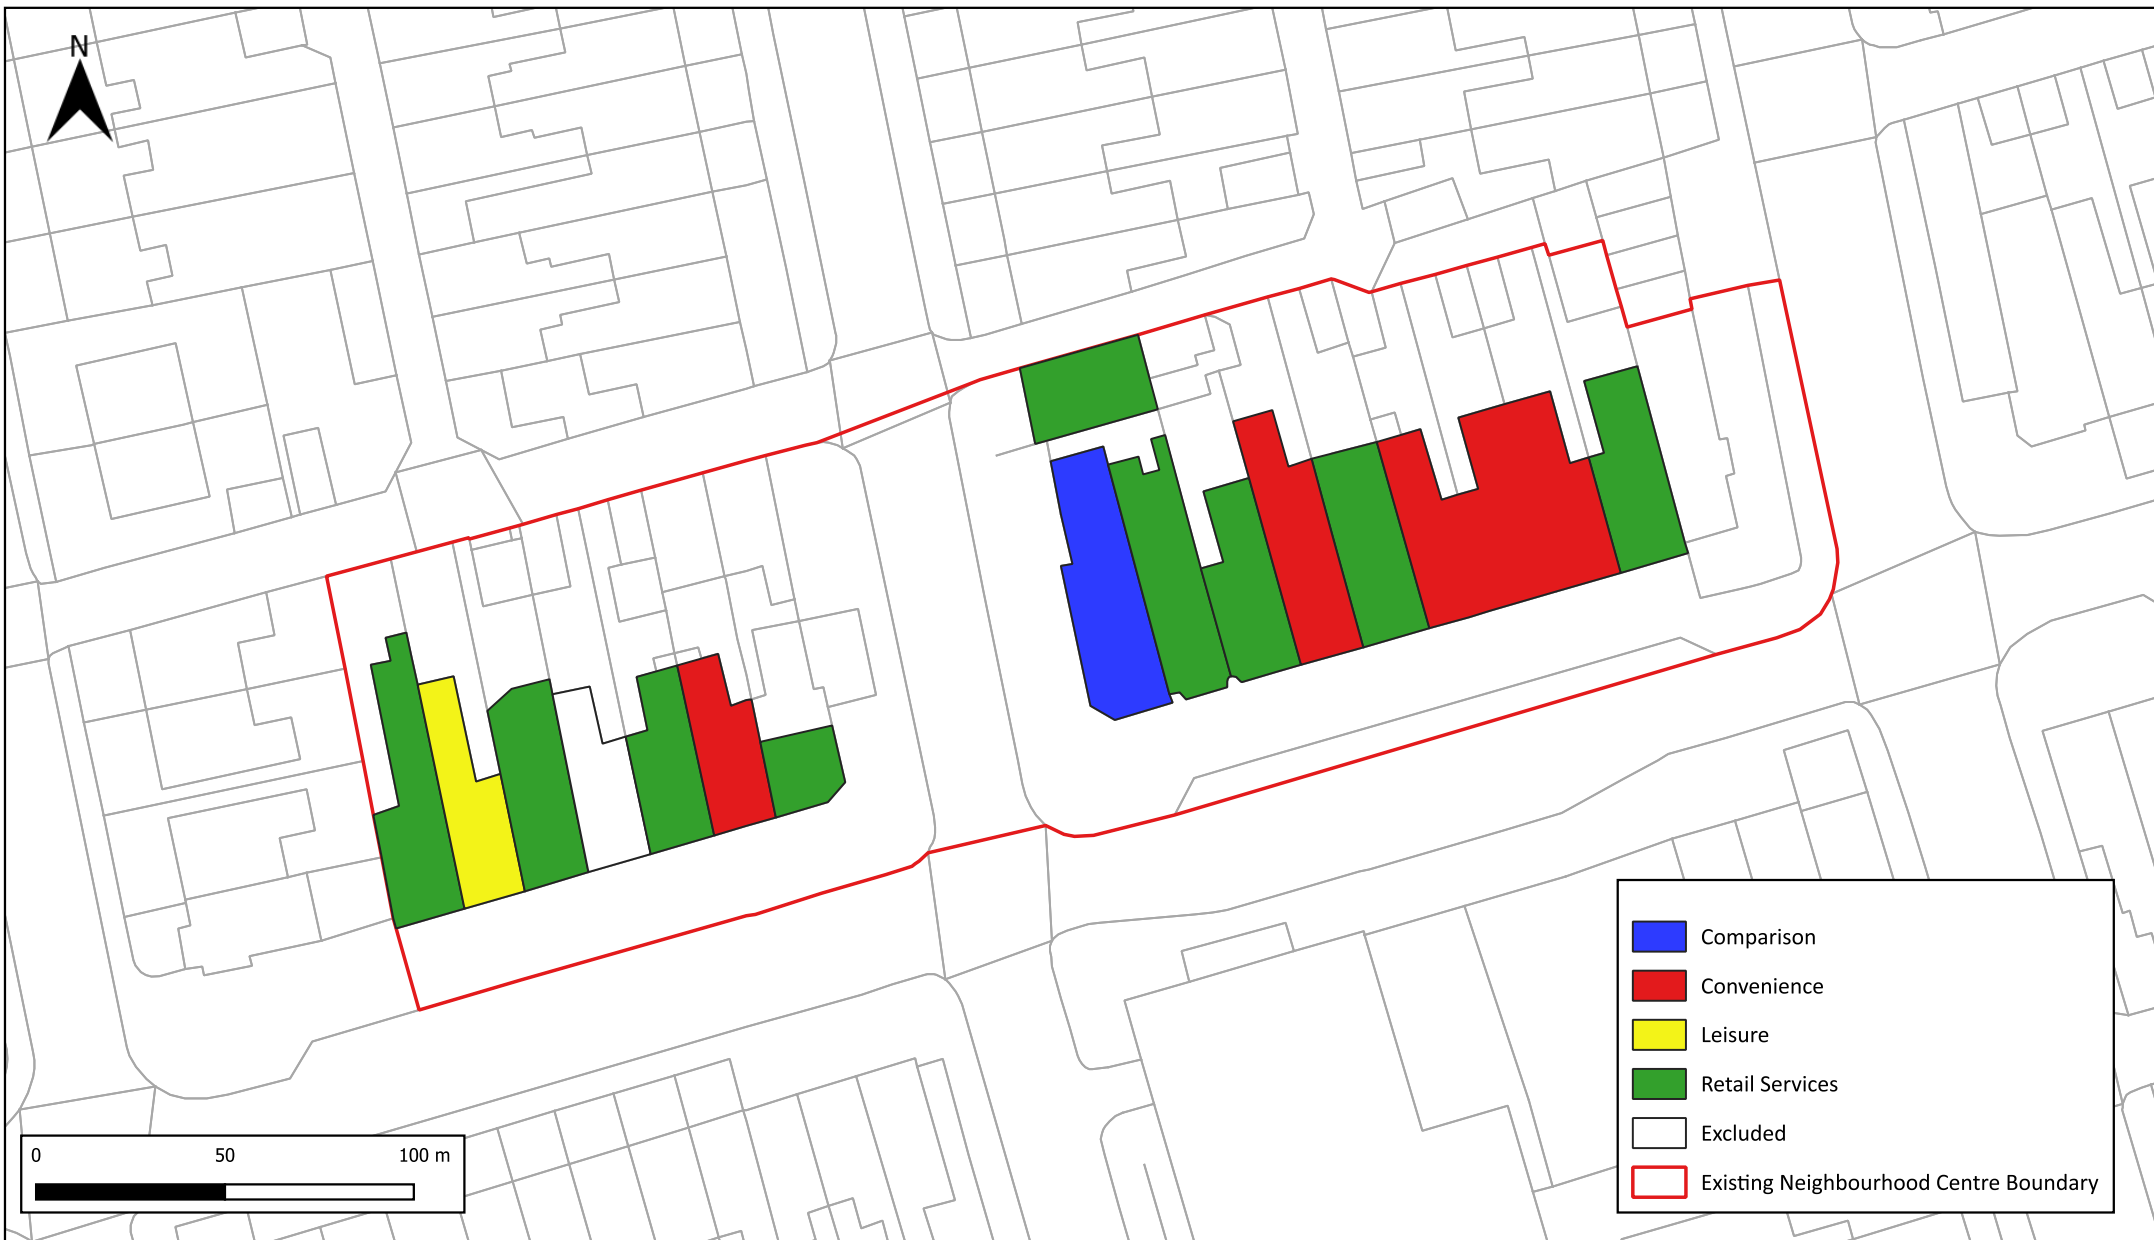 N
Comparison
Convenience
Leisure
Retail Services
Excluded
Existing Neighbourhood Centre Boundary
0 50 100 m